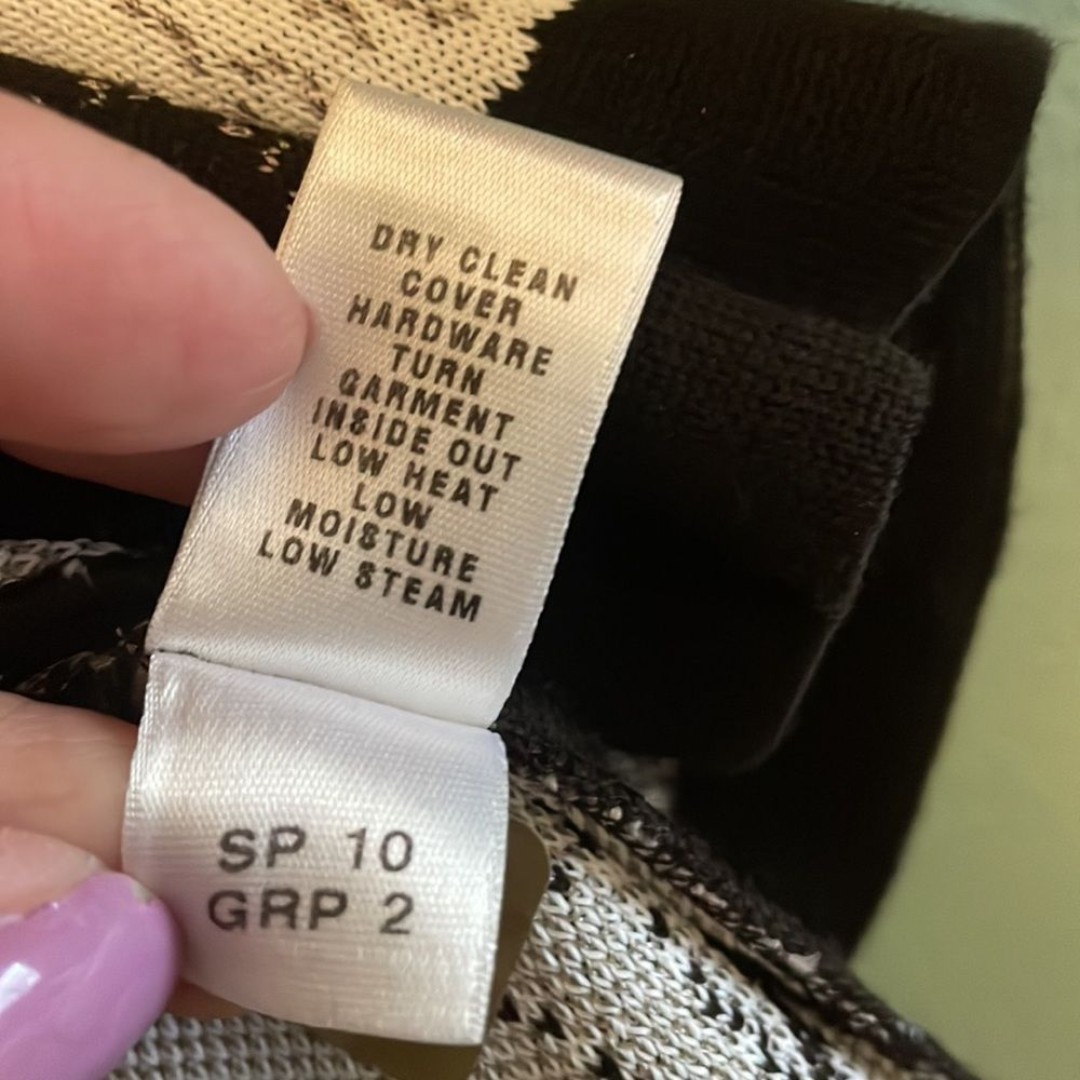 DRY CLEAN
COVER
HARDWARE
TURN
GARMENT
INSIDE OUT
LOW HEAT
LOW
MOISTURE
LOW STEAM
SP 10
GRP 2